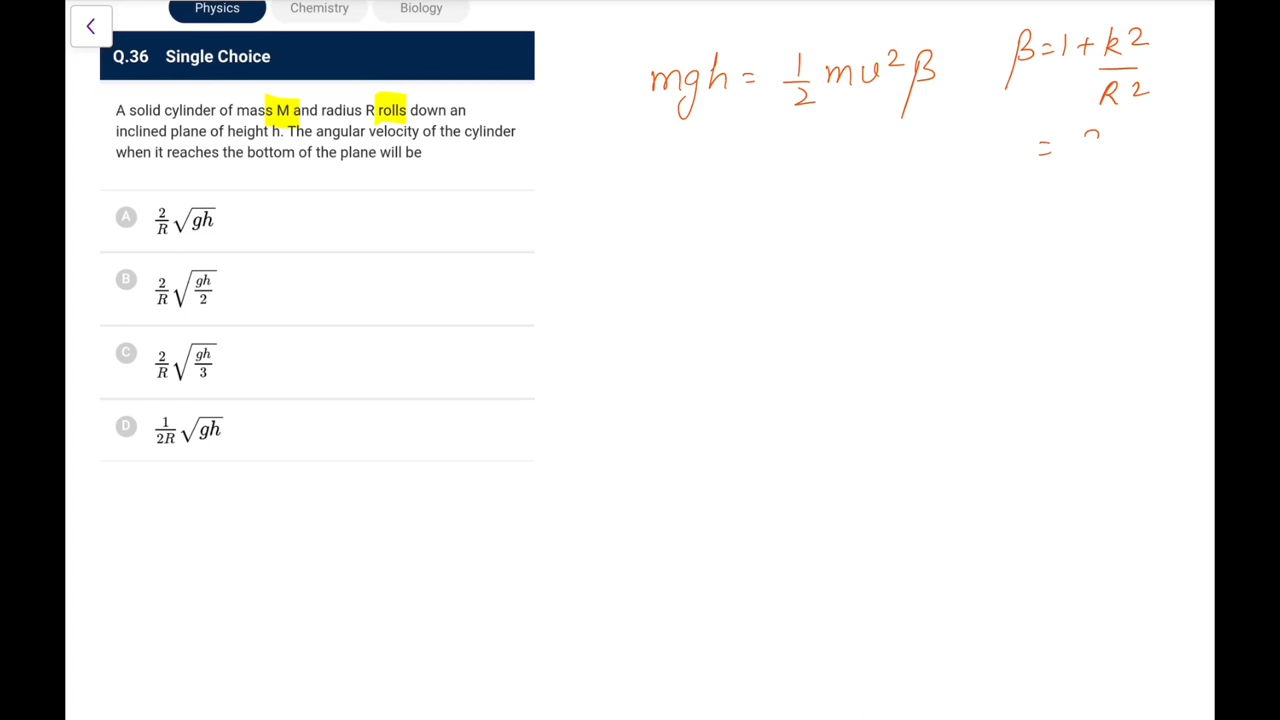 Physics Chemistry Biology
Q.36 Single Choice
A solid cylinder of mass M and radius R rolls down an
inclined plane of height h. The angular velocity of the cylinder
when it reaches the bottom of the plane will be
A 2/R √gh
B 2/R √gh/2
C 2/R √gh/3
D 1/2R √gh
mgh = 1/2 mv² β
β = 1 + k²/R²
=